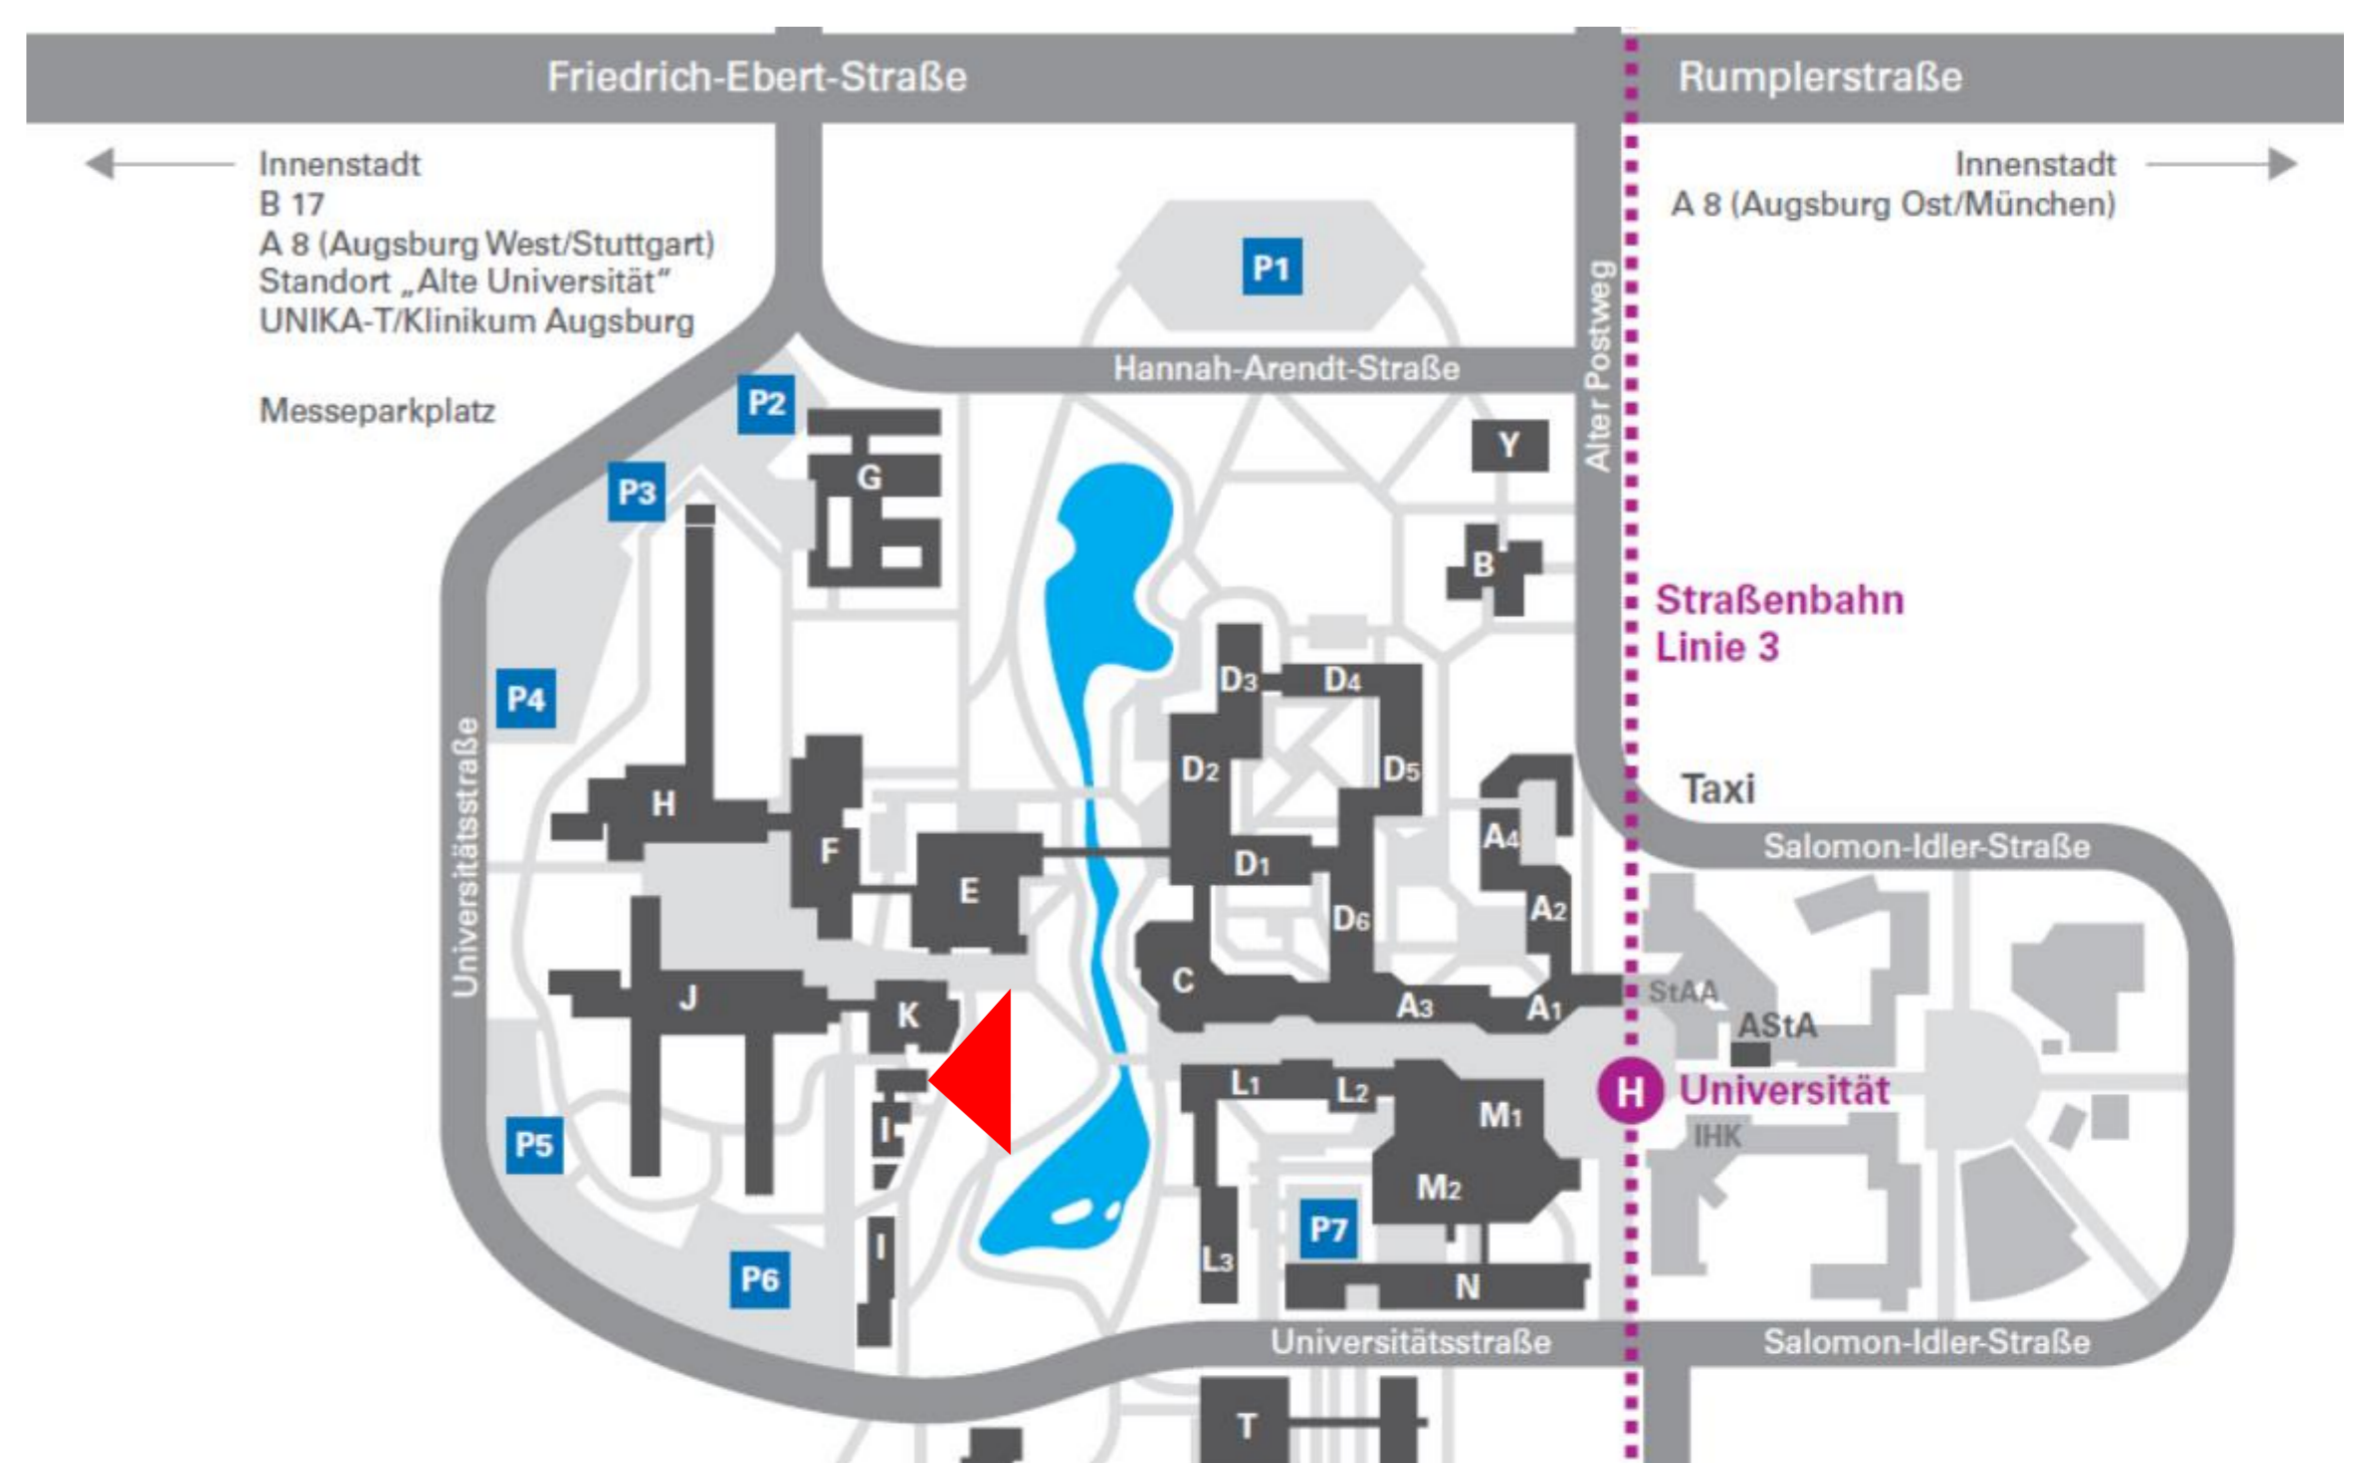 Friedrich-Ebert-Straße
Rumplerstraße
Innenstadt
B 17
A 8 (Augsburg West/Stuttgart)
Standort „Alte Universität“
UNIKA-T/Klinikum Augsburg
Messeparkplatz
Innenstadt
A 8 (Augsburg Ost/München)
P1
Hannah-Arendt-Straße
Alter Postweg
P2
P3
G
Y
B
Straßenbahn
Linie 3
P4
Universitätsstraße
D3
D4
D2
D5
H
F
E
D1
D6
A4
A2
Taxi
Salomon-Idler-Straße
J
K
C
A3
A1
StAA
AStA
L1
L2
M1
H
Universität
IHK
I
P5
M2
P7
I
P6
L3
N
Universitätsstraße
Salomon-Idler-Straße
T